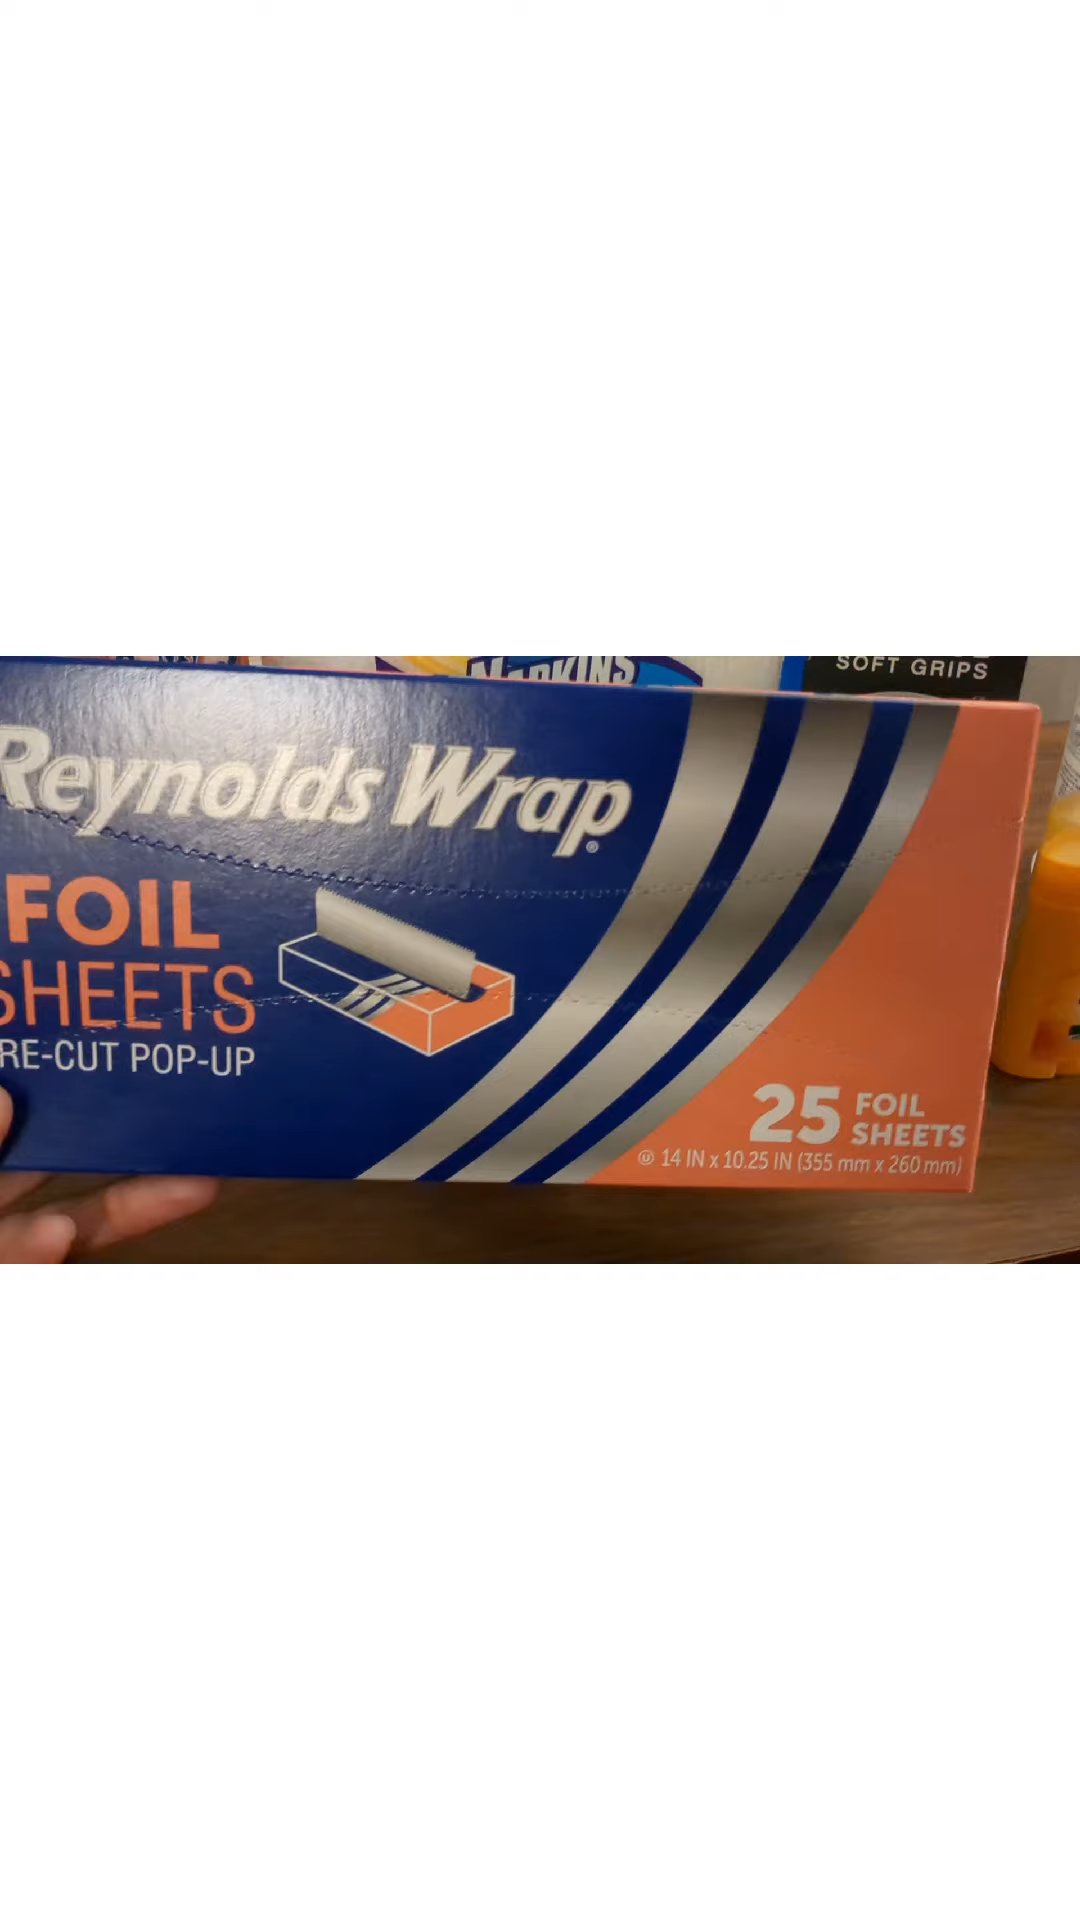 SOFT GRIPS
Reynolds Wrap®
FOIL
SHEETS
RE-CUT POP-UP
25 FOIL
SHEETS
Ⓤ 14 IN x 10.25 IN (355 mm x 260 mm)